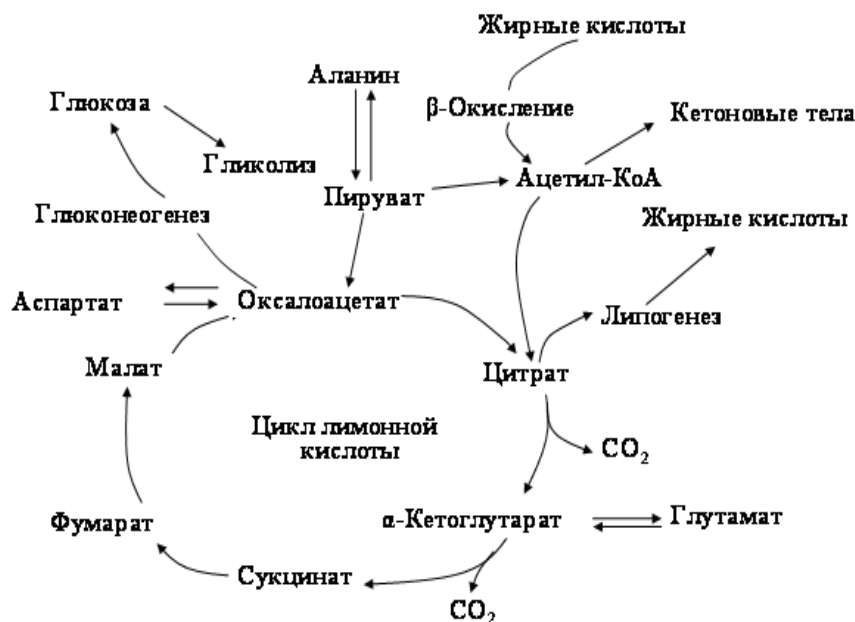 Жирные кислоты
Аланин
Глюкоза
β-Окисление
Кетоновые тела
Гликолиз
Ацетил-КоА
Пируват
Глюконеогенез
Жирные кислоты
Аспартат
Оксалоацетат
Липогенез
Малат
Цитрат
Цикл лимонной
кислоты
CO₂
Фумарат
α-Кетоглутарат
Глутамат
Сукцинат
CO₂